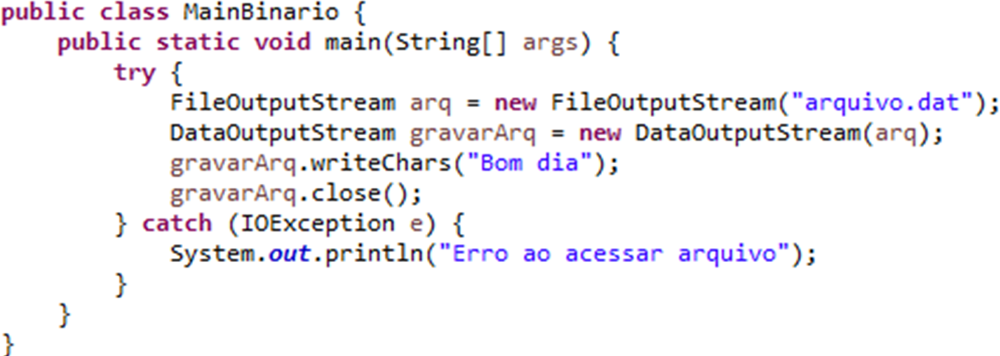 public class MainBinario {
    public static void main(String[] args) {
        try {
            FileOutputStream arq = new FileOutputStream("arquivo.dat");
            DataOutputStream gravarArq = new DataOutputStream(arq);
            gravarArq.writeChars("Bom dia");
            gravarArq.close();
        } catch (IOException e) {
            System.out.println("Erro ao acessar arquivo");
        }
    }
}